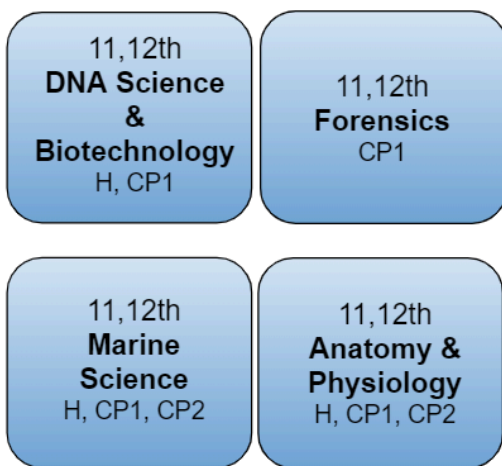 11,12th
DNA Science
&
Biotechnology
H, CP1
11,12th
Forensics
CP1
11,12th
Marine
Science
H, CP1, CP2
11,12th
Anatomy &
Physiology
H, CP1, CP2